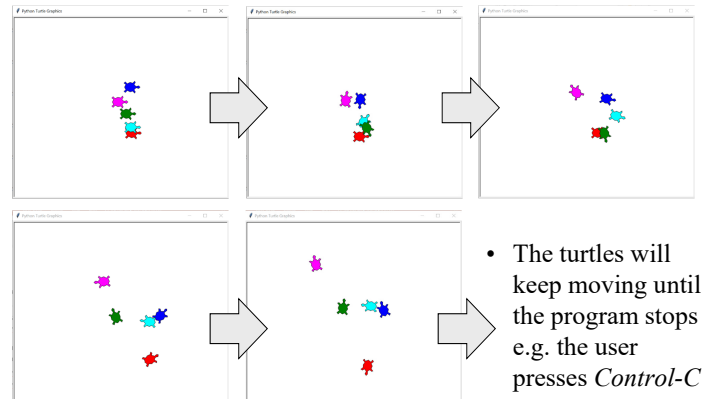 Python Turtle Graphics
Python Turtle Graphics
Python Turtle Graphics
Python Turtle Graphics
Python Turtle Graphics
• The turtles will
keep moving until
the program stops
e.g. the user
presses Control-C